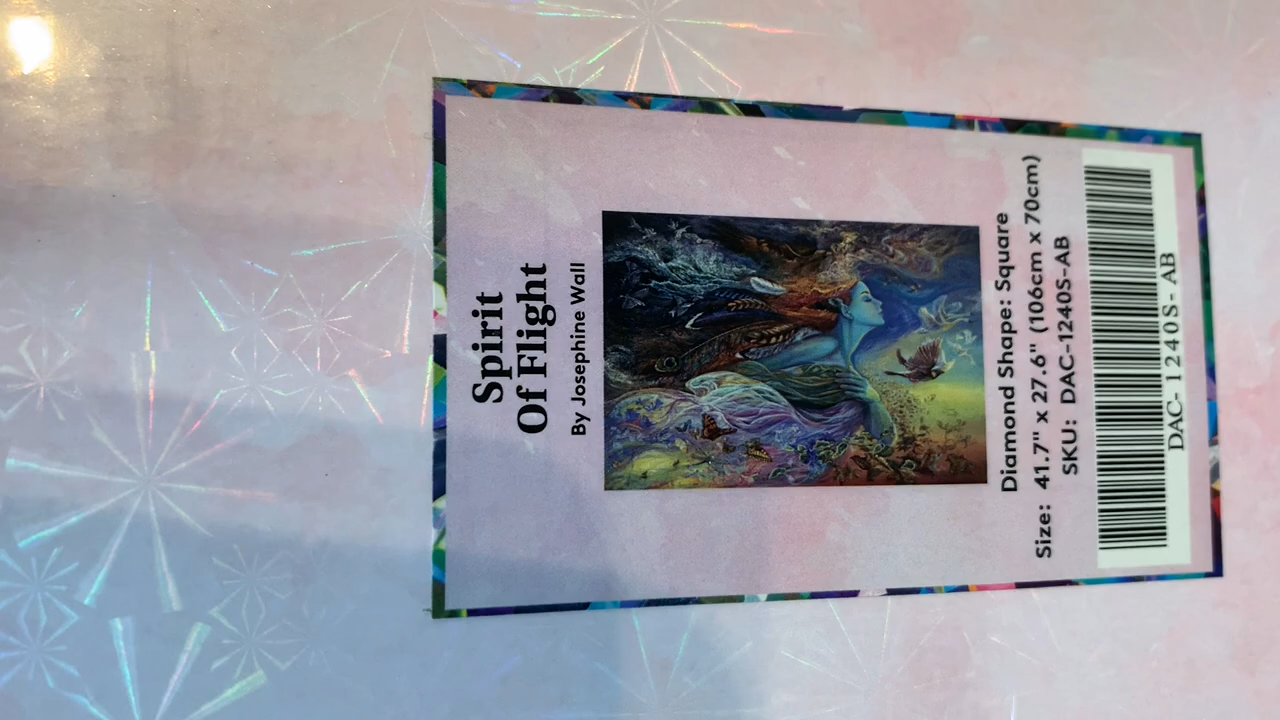 Spirit
Of Flight
By Josephine Wall
Diamond Shape: Square
Size: 41.7" x 27.6" (106cm x 70cm)
SKU: DAC-1240S-AB
DAC- 1240S- AB